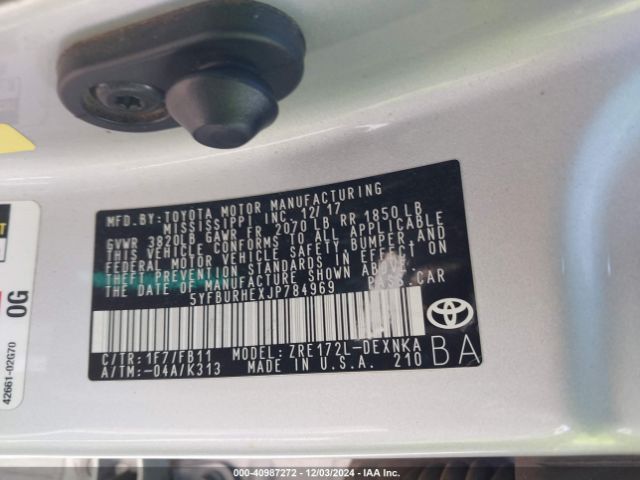 MFD.BY:TOYOTA MOTOR MANUFACTURING
MISSISSIPPI INC. 12/17
GVWR 3820LB GAWR FR 2070 LB RR 1850 LB
THIS VEHICLE CONFORMS TO ALL APPLICABLE
FEDERAL MOTOR VEHICLE SAFETY BUMPER, AND
THEFT PREVENTION STANDARDS IN EFFECT ON
THE DATE OF MANUFACTURE SHOWN ABOVE.
5YFBURHEXJP784969 PASS.CAR
C/TR:1F7/FB11 MODEL:ZRE172L-DEXNKA
A/TM:-04A/K313 MADE IN U.S.A. 210
BA
TOYOTA
0G
42661-02G70
000-40987272 - 12/03/2024 - IAA Inc.